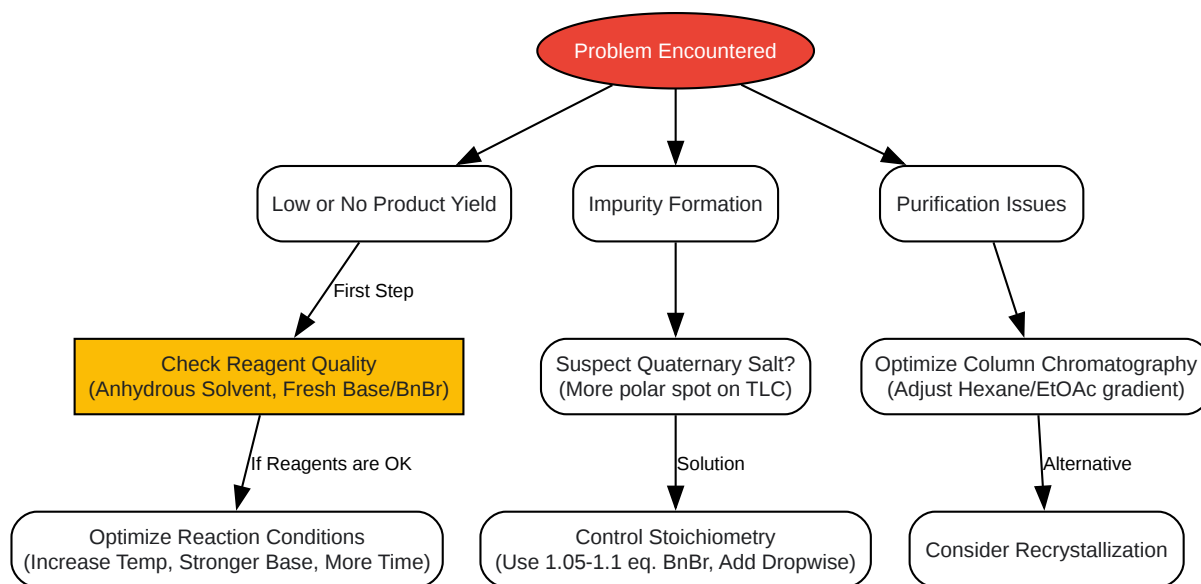 Problem Encountered
Low or No Product Yield
Impurity Formation
Purification Issues
First Step
Check Reagent Quality
(Anhydrous Solvent, Fresh Base/BnBr)
Suspect Quaternary Salt?
(More polar spot on TLC)
Optimize Column Chromatography
(Adjust Hexane/EtOAc gradient)
If Reagents are OK
Solution
Alternative
Optimize Reaction Conditions
(Increase Temp, Stronger Base, More Time)
Control Stoichiometry
(Use 1.05-1.1 eq. BnBr, Add Dropwise)
Consider Recrystallization